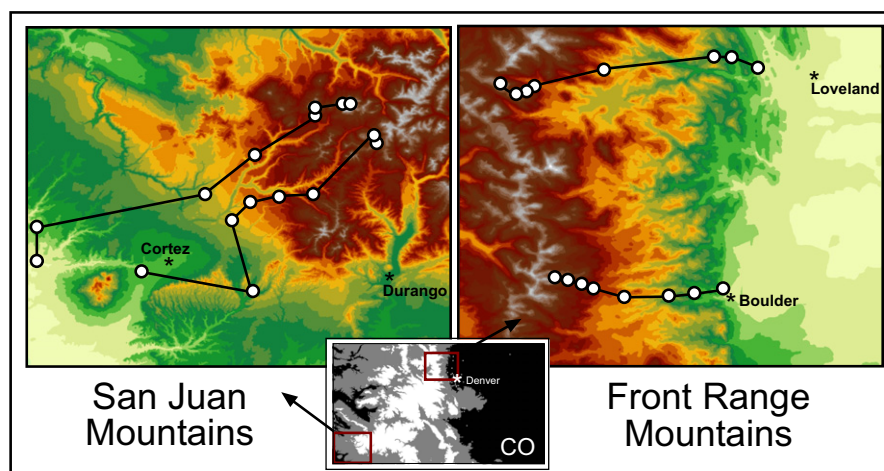 Loveland
Cortez
Durango
Boulder
Denver
CO
San Juan
Mountains
Front Range
Mountains